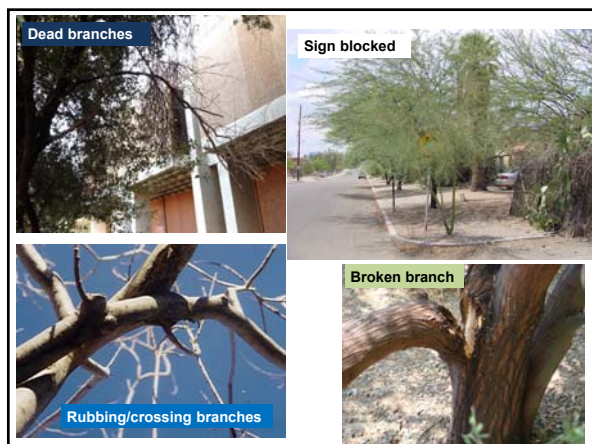 Dead branches
Sign blocked
Rubbing/crossing branches
Broken branch